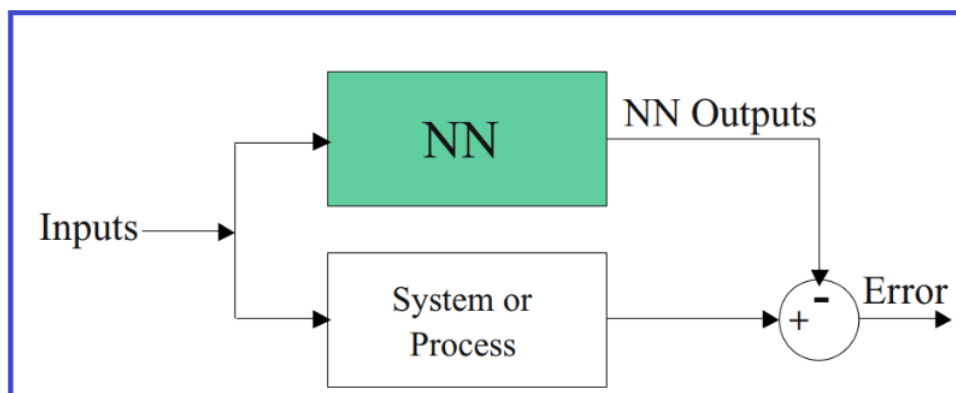 NN
NN Outputs
Inputs
System or
Process
-
+
Error